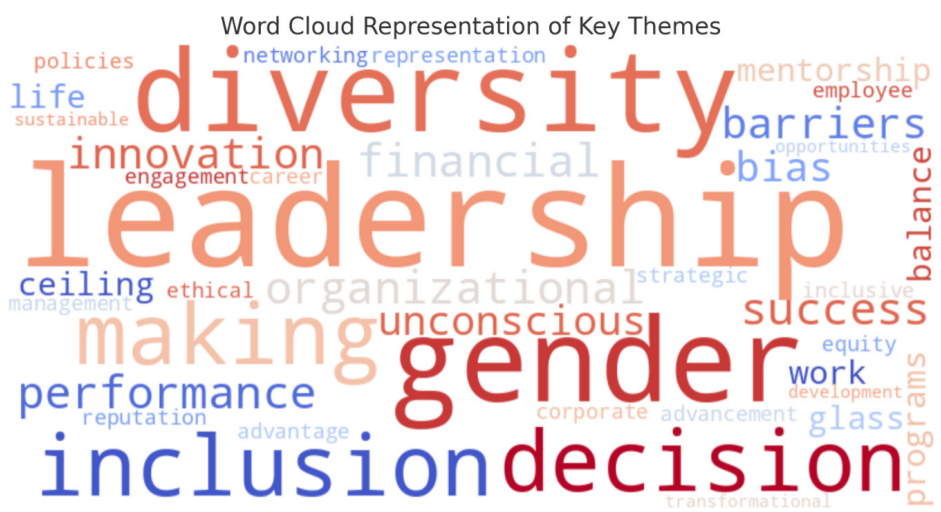 Word Cloud Representation of Key Themes
policies
networking
representation
diversity
mentorship
life
employee
sustainable
barriers
innovation
financial
opportunities
bias
engagement
career
balance
leadership
ceiling
ethical
organizational
strategic
inclusive
management
making
unconscious
success
gender
equity
work
performance
development
programs
reputation
corporate
advancement
glass
advantage
inclusion
decision
transformational